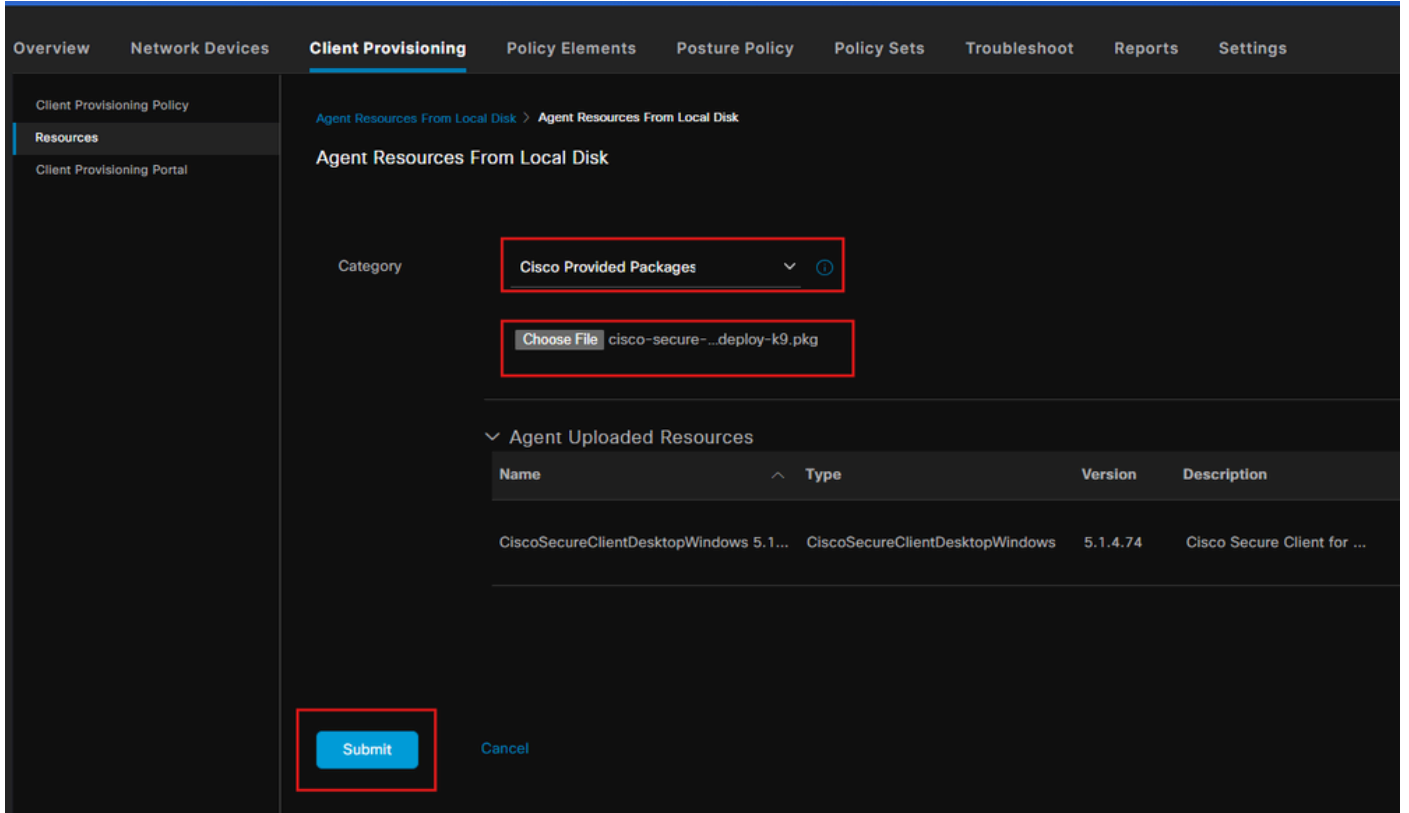 Overview Network Devices Client Provisioning Policy Elements Posture Policy Policy Sets Troubleshoot Reports Settings
Client Provisioning Policy
Resources
Client Provisioning Portal
Agent Resources From Local Disk > Agent Resources From Local Disk
Agent Resources From Local Disk
Category Cisco Provided Packages
Choose File cisco-secure-...deploy-k9.pkg
Agent Uploaded Resources
Name Type Version Description
CiscoSecureClientDesktopWindows 5.1... CiscoSecureClientDesktopWindows 5.1.4.74 Cisco Secure Client for ...
Submit Cancel